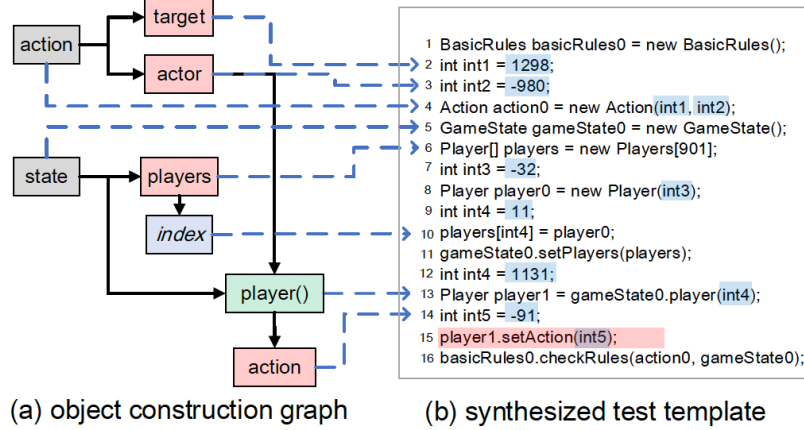 target
action
actor
state
players
index
player()
action
(a) object construction graph
1 BasicRules basicRules0 = new BasicRules();
2 int int1 = 1298;
3 int int2 = -980;
4 Action action0 = new Action(int1, int2);
5 GameState gameState0 = new GameState();
6 Player[] players = new Players[901];
7 int int3 = -32;
8 Player player0 = new Player(int3);
9 int int4 = 11;
10 players[int4] = player0;
11 gameState0.setPlayers(players);
12 int int4 = 1131;
13 Player player1 = gameState0.player(int4);
14 int int5 = -91;
15 player1.setAction(int5);
16 basicRules0.checkRules(action0, gameState0);
(b) synthesized test template